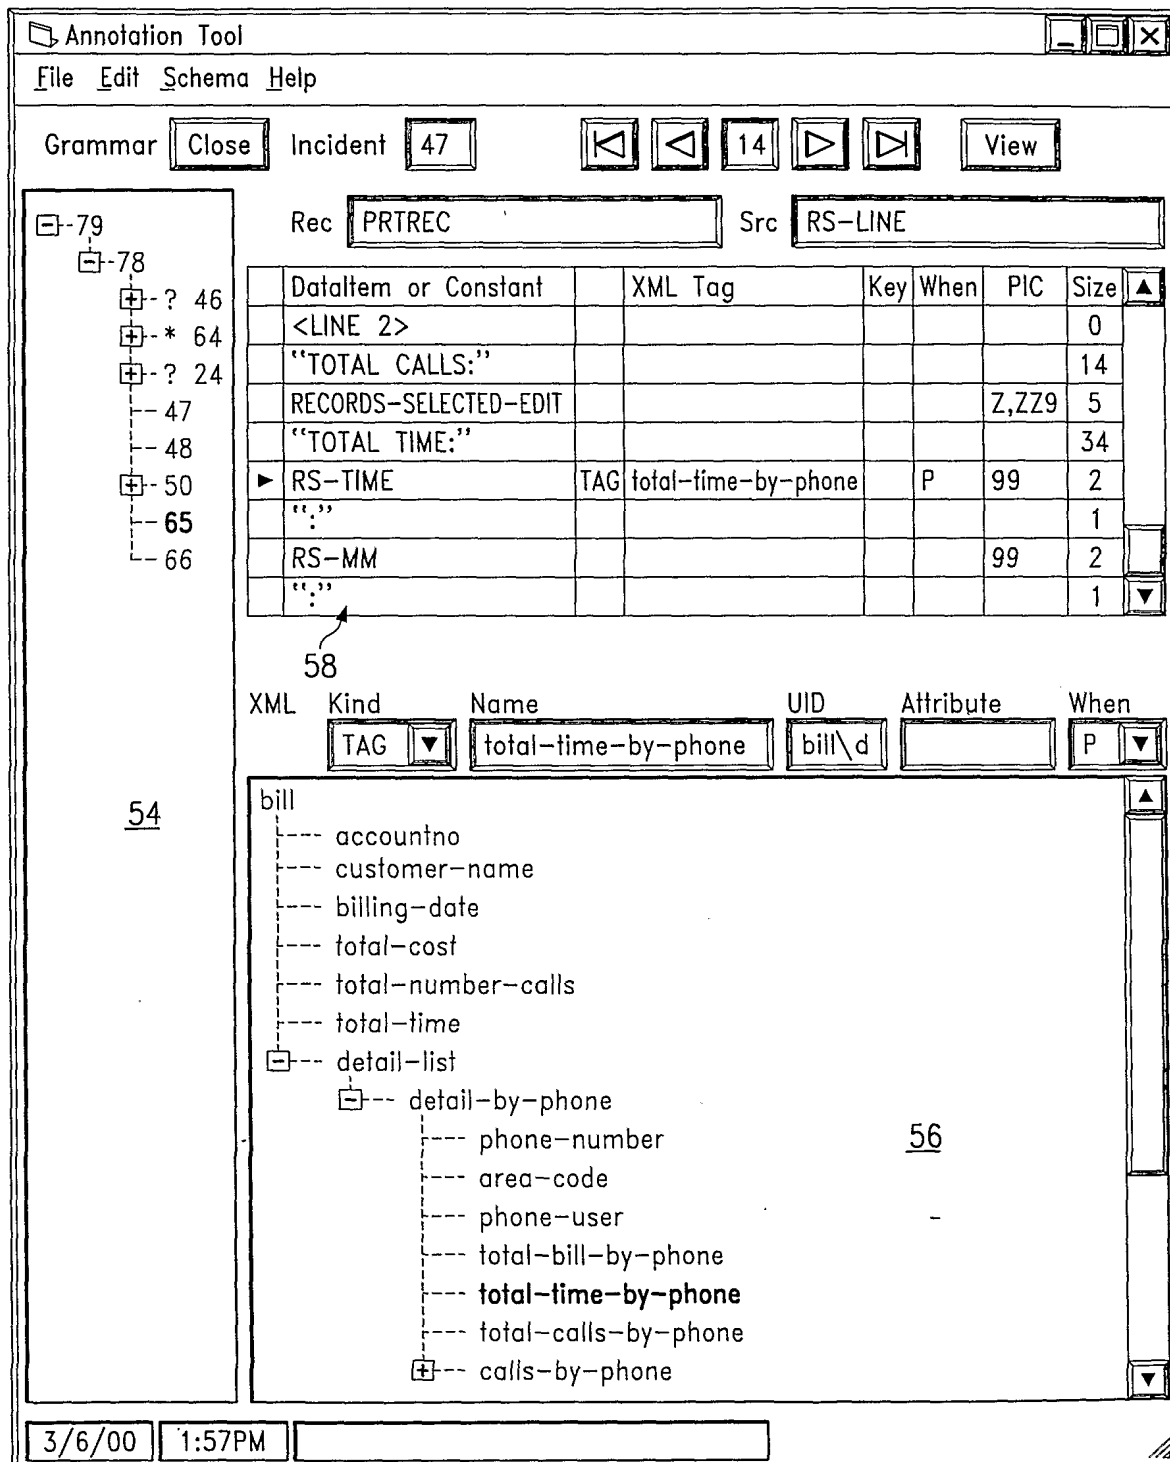 Annotation Tool
File Edit Schema Help
Grammar Close Incident 47 14 View
79
78
? 46
* 64
? 24
47
48
50
65
66
54
Rec PRTREC Src RS-LINE
DataItem or Constant XML Tag Key When PIC Size
<LINE 2> 0
“TOTAL CALLS:” 14
RECORDS-SELECTED-EDIT Z,ZZ9 5
“TOTAL TIME:” 34
RS-TIME TAG total-time-by-phone P 99 2
“:” 1
RS-MM 99 2
“:” 1
58
XML Kind Name UID Attribute When
TAG total-time-by-phone bill\d P
bill
accountno
customer-name
billing-date
total-cost
total-number-calls
total-time
detail-list
detail-by-phone
phone-number
56
area-code
phone-user
total-bill-by-phone
total-time-by-phone
total-calls-by-phone
calls-by-phone
3/6/00 1:57PM